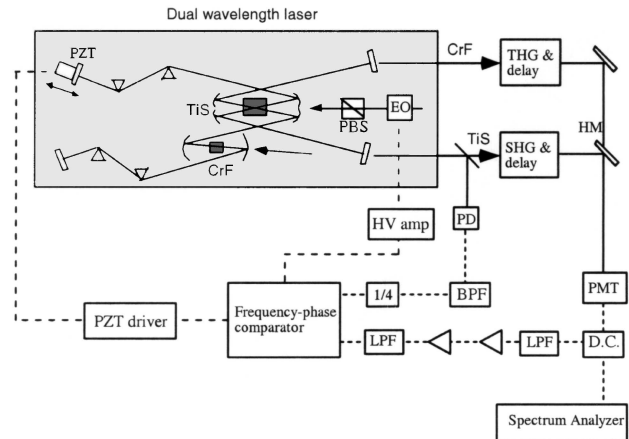 Dual wavelength laser
PZT
CrF
THG &
delay
TiS
PBS
EO
HM
TiS
SHG &
delay
CrF
HV amp
PD
PZT driver
Frequency-phase
comparator
1/4
BPF
PMT
LPF
LPF
D.C.
Spectrum Analyzer